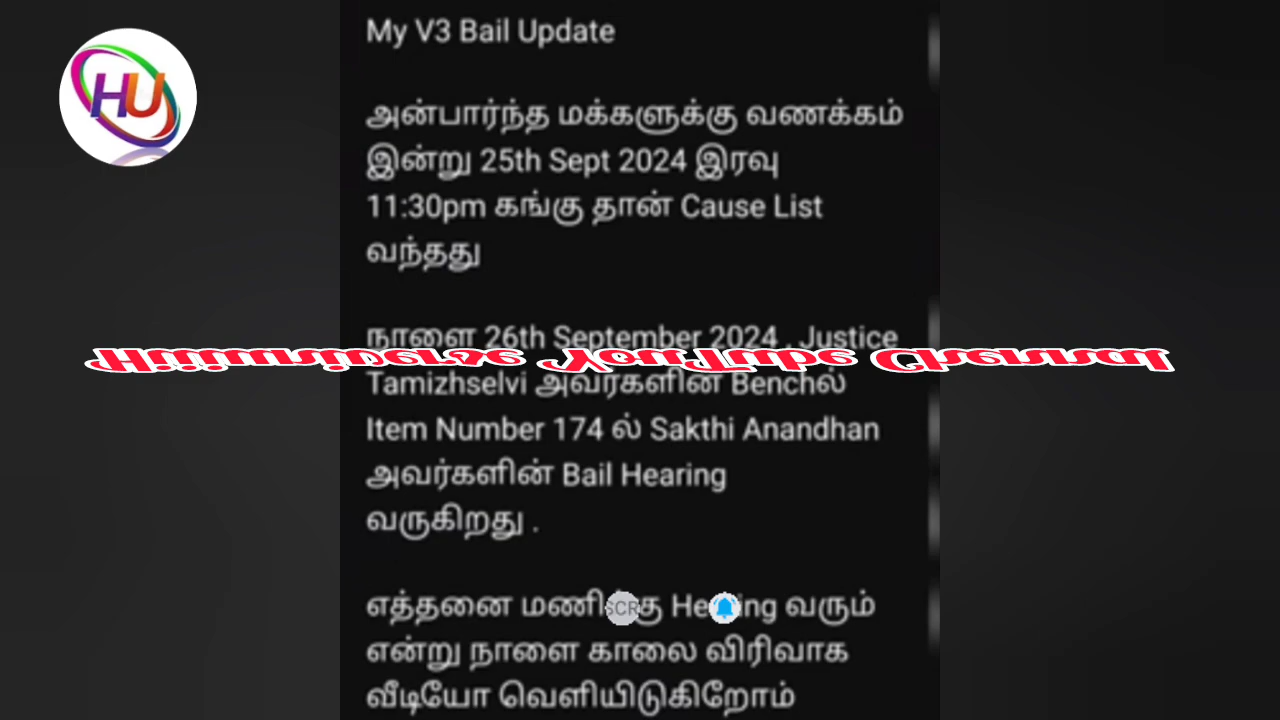 HU
My V3 Bail Update
அன்பார்ந்த மக்களுக்கு வணக்கம்
இன்று 25th Sept 2024 இரவு
11:30pm கங்கு தான் Cause List
வந்தது
நாளை 26th September 2024 . Justice
YouTube Channal
Tamizhselvi அவர்களின் Benchல்
Item Number 174 ல் Sakthi Anandhan
அவர்களின் Bail Hearing
வருகிறது .
எத்தனை வரும்
என்று நாளை காலை விரிவாக
வீடியோ வெளியிடுகிறோம்